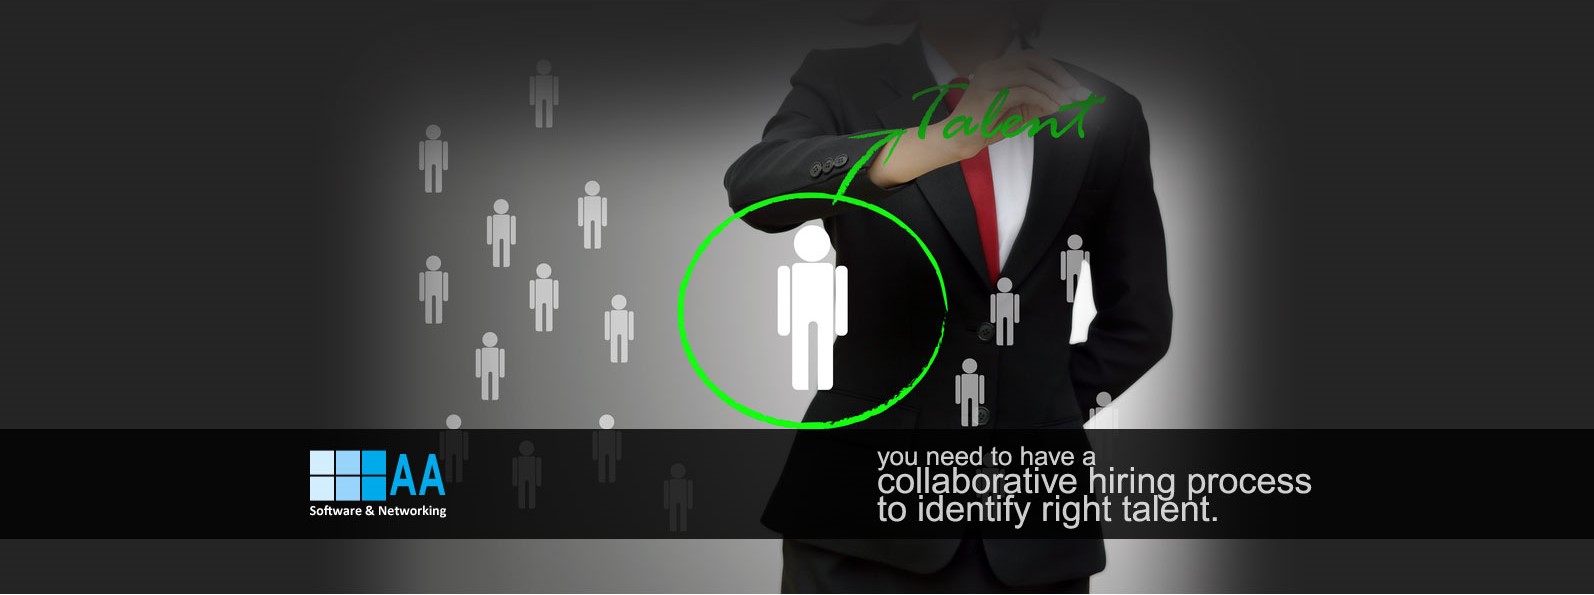 Talent
AA
Software & Networking
you need to have a
collaborative hiring process
to identify right talent.